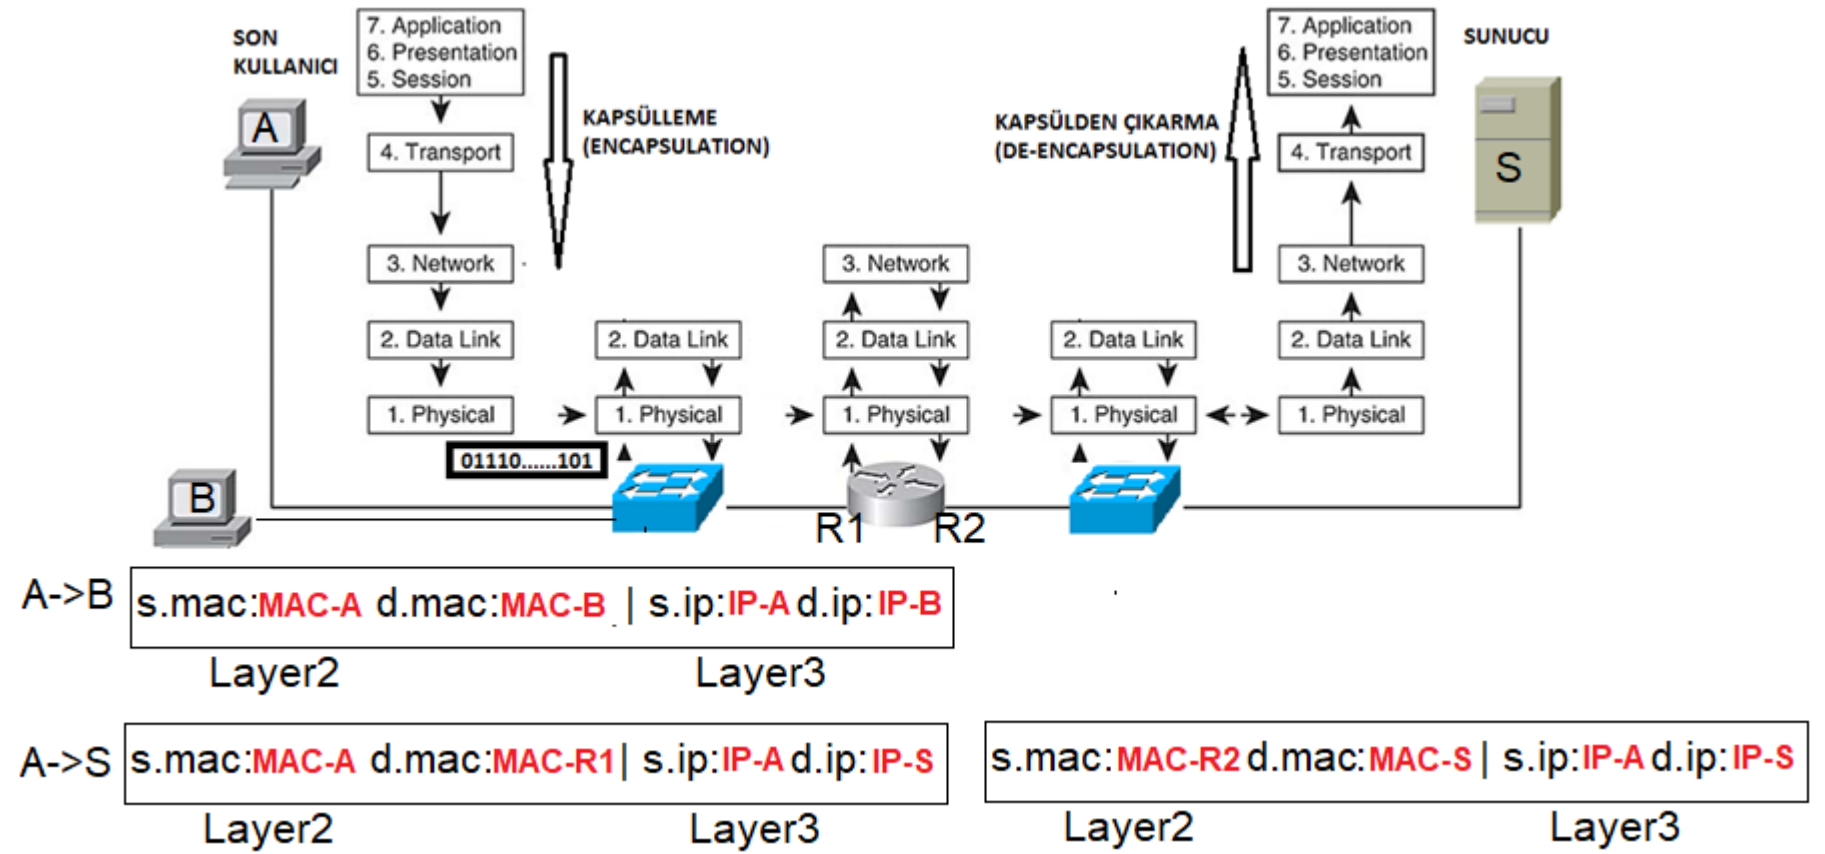 SON
KULLANICI
A
7. Application
6. Presentation
5. Session
4. Transport
3. Network
2. Data Link
1. Physical
KAPSÜLLEME
(ENCAPSULATION)
01110......101
2. Data Link
1. Physical
3. Network
2. Data Link
1. Physical
2. Data Link
1. Physical
KAPSÜLDEN ÇIKARMA
(DE-ENCAPSULATION)
7. Application
6. Presentation
5. Session
4. Transport
3. Network
2. Data Link
1. Physical
SUNUCU
S
B
R1 R2
A->B s.mac:MAC-A d.mac:MAC-B | s.ip:IP-A d.ip:IP-B
Layer2 Layer3
A->S s.mac:MAC-A d.mac:MAC-R1| s.ip:IP-A d.ip:IP-S
Layer2 Layer3
s.mac:MAC-R2 d.mac:MAC-S | s.ip:IP-A d.ip:IP-S
Layer2 Layer3